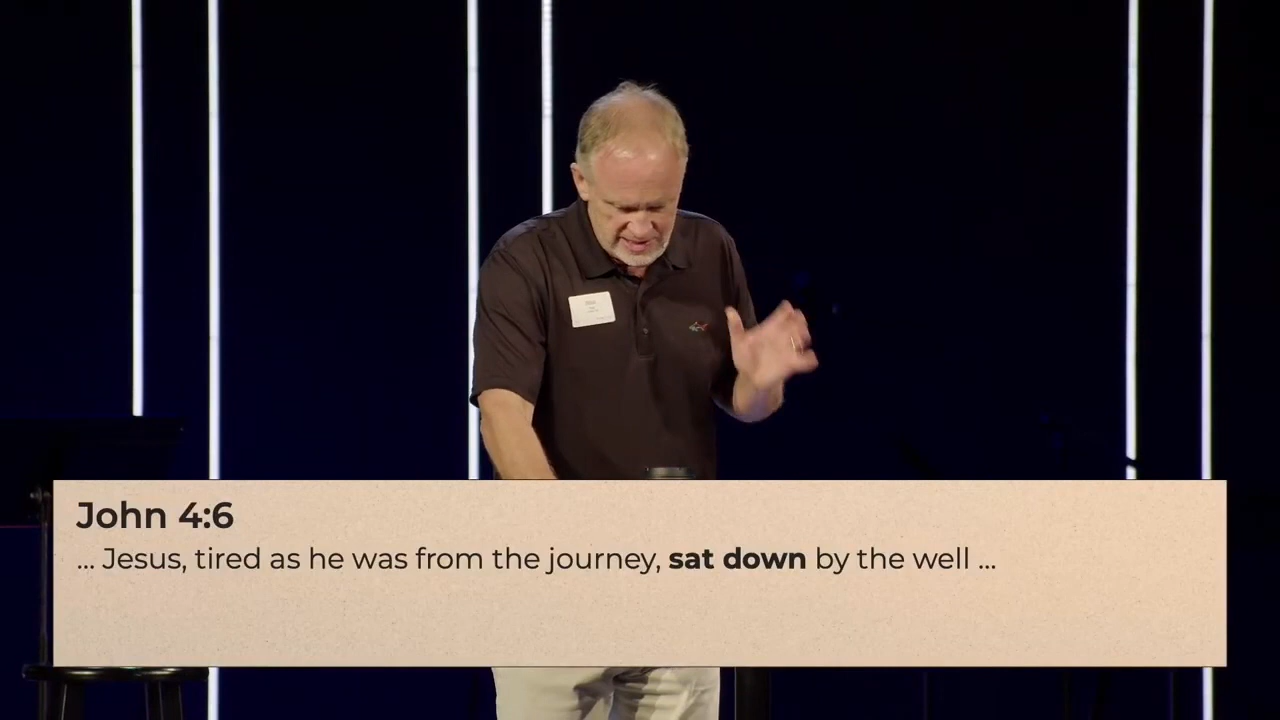 John 4:6
... Jesus, tired as he was from the journey, sat down by the well ...